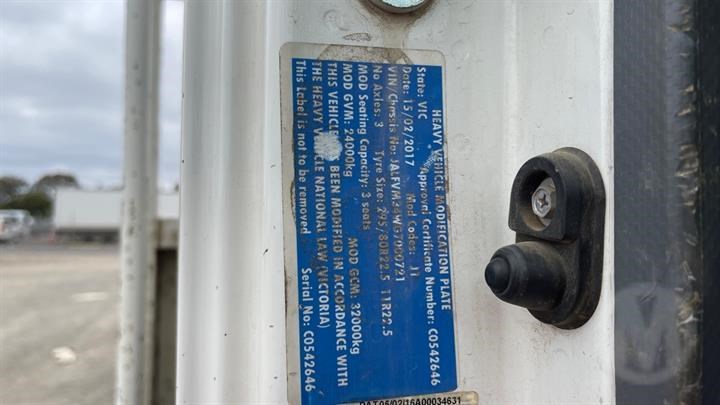 HEAVY VEHICLE MODIFICATION PLATE
State: VIC Approval Certificate Number: C0542646
Date: 15/02/2017 Mod Codes: J1
VIN/Chassis No:
No Axles: 3 Tyre Size: 295/80R22.5 11R22.5
MOD Seating Capacity: 3 seats
MOD GVM: 24000kg MOD GCM: 32000kg
THIS VEHICLE BEEN MODIFIED IN ACCORDANCE WITH
THE HEAVY VEHICLE NATIONAL LAW (VICTORIA)
This Label is not to be removed Serial No: C0542646